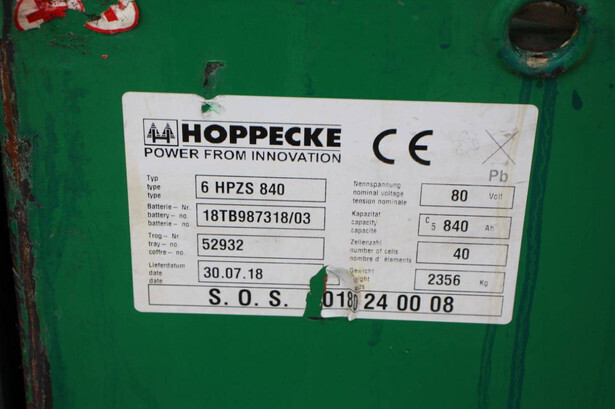 HOPPECKE
POWER FROM INNOVATION
CE
Pb
Typ
type
type
6 HPZS 840
Batterie – Nr.
battery – no.
batterie – no.
18TB987318/03
Trog – Nr.
tray – no.
coffre – no.
52932
Lieferdatum
date
date
30.07.18
Nennspannung
nominal voltage
tension nominale
80 Volt
Kapazität
capacity
capacité
C5 840 Ah
Zellenzahl
number of cells
nombre d´elements
40
Gewicht
2356 Kg
S. O. S. 0180 24 00 08